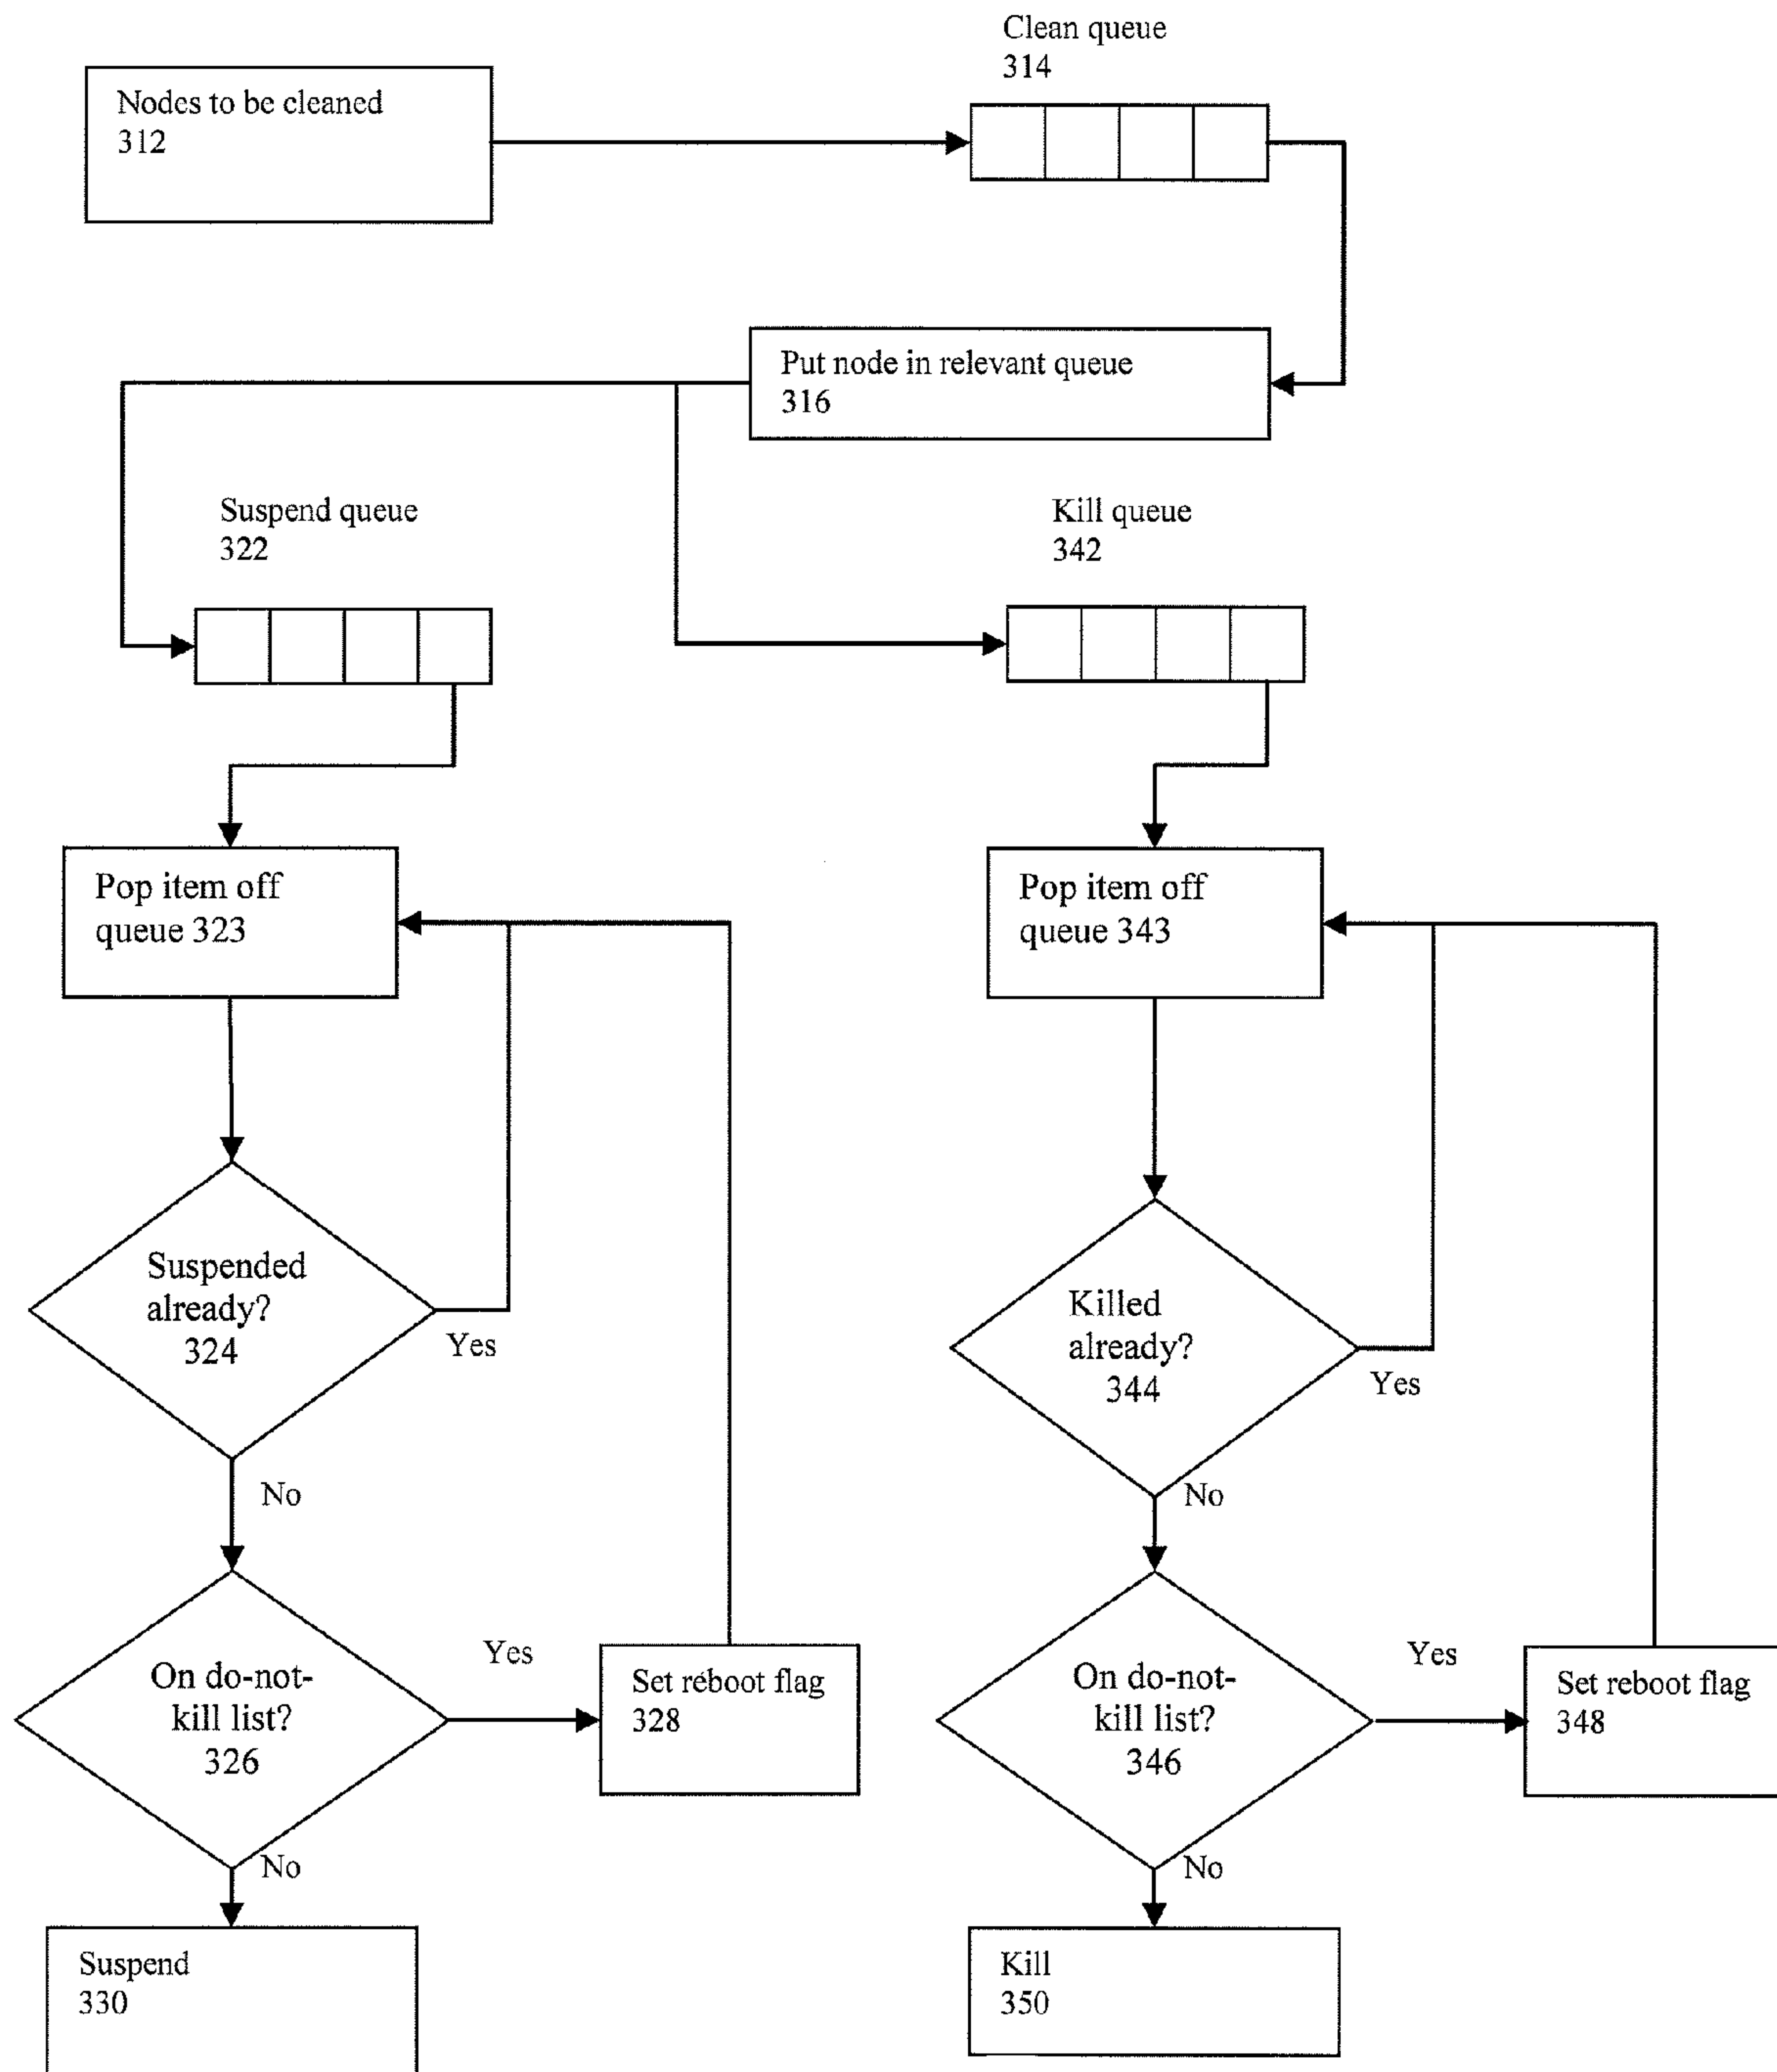 Clean queue
314
Nodes to be cleaned
312
Put node in relevant queue
316
Suspend queue
322
Kill queue
342
Pop item off
queue 323
Pop item off
queue 343
Suspended
already?
324
Yes
Killed
already?
344
Yes
No
No
On do-not-
kill list?
326
Yes
Set reboot flag
328
On do-not-
kill list?
346
Yes
Set reboot flag
348
No
No
Suspend
330
Kill
350